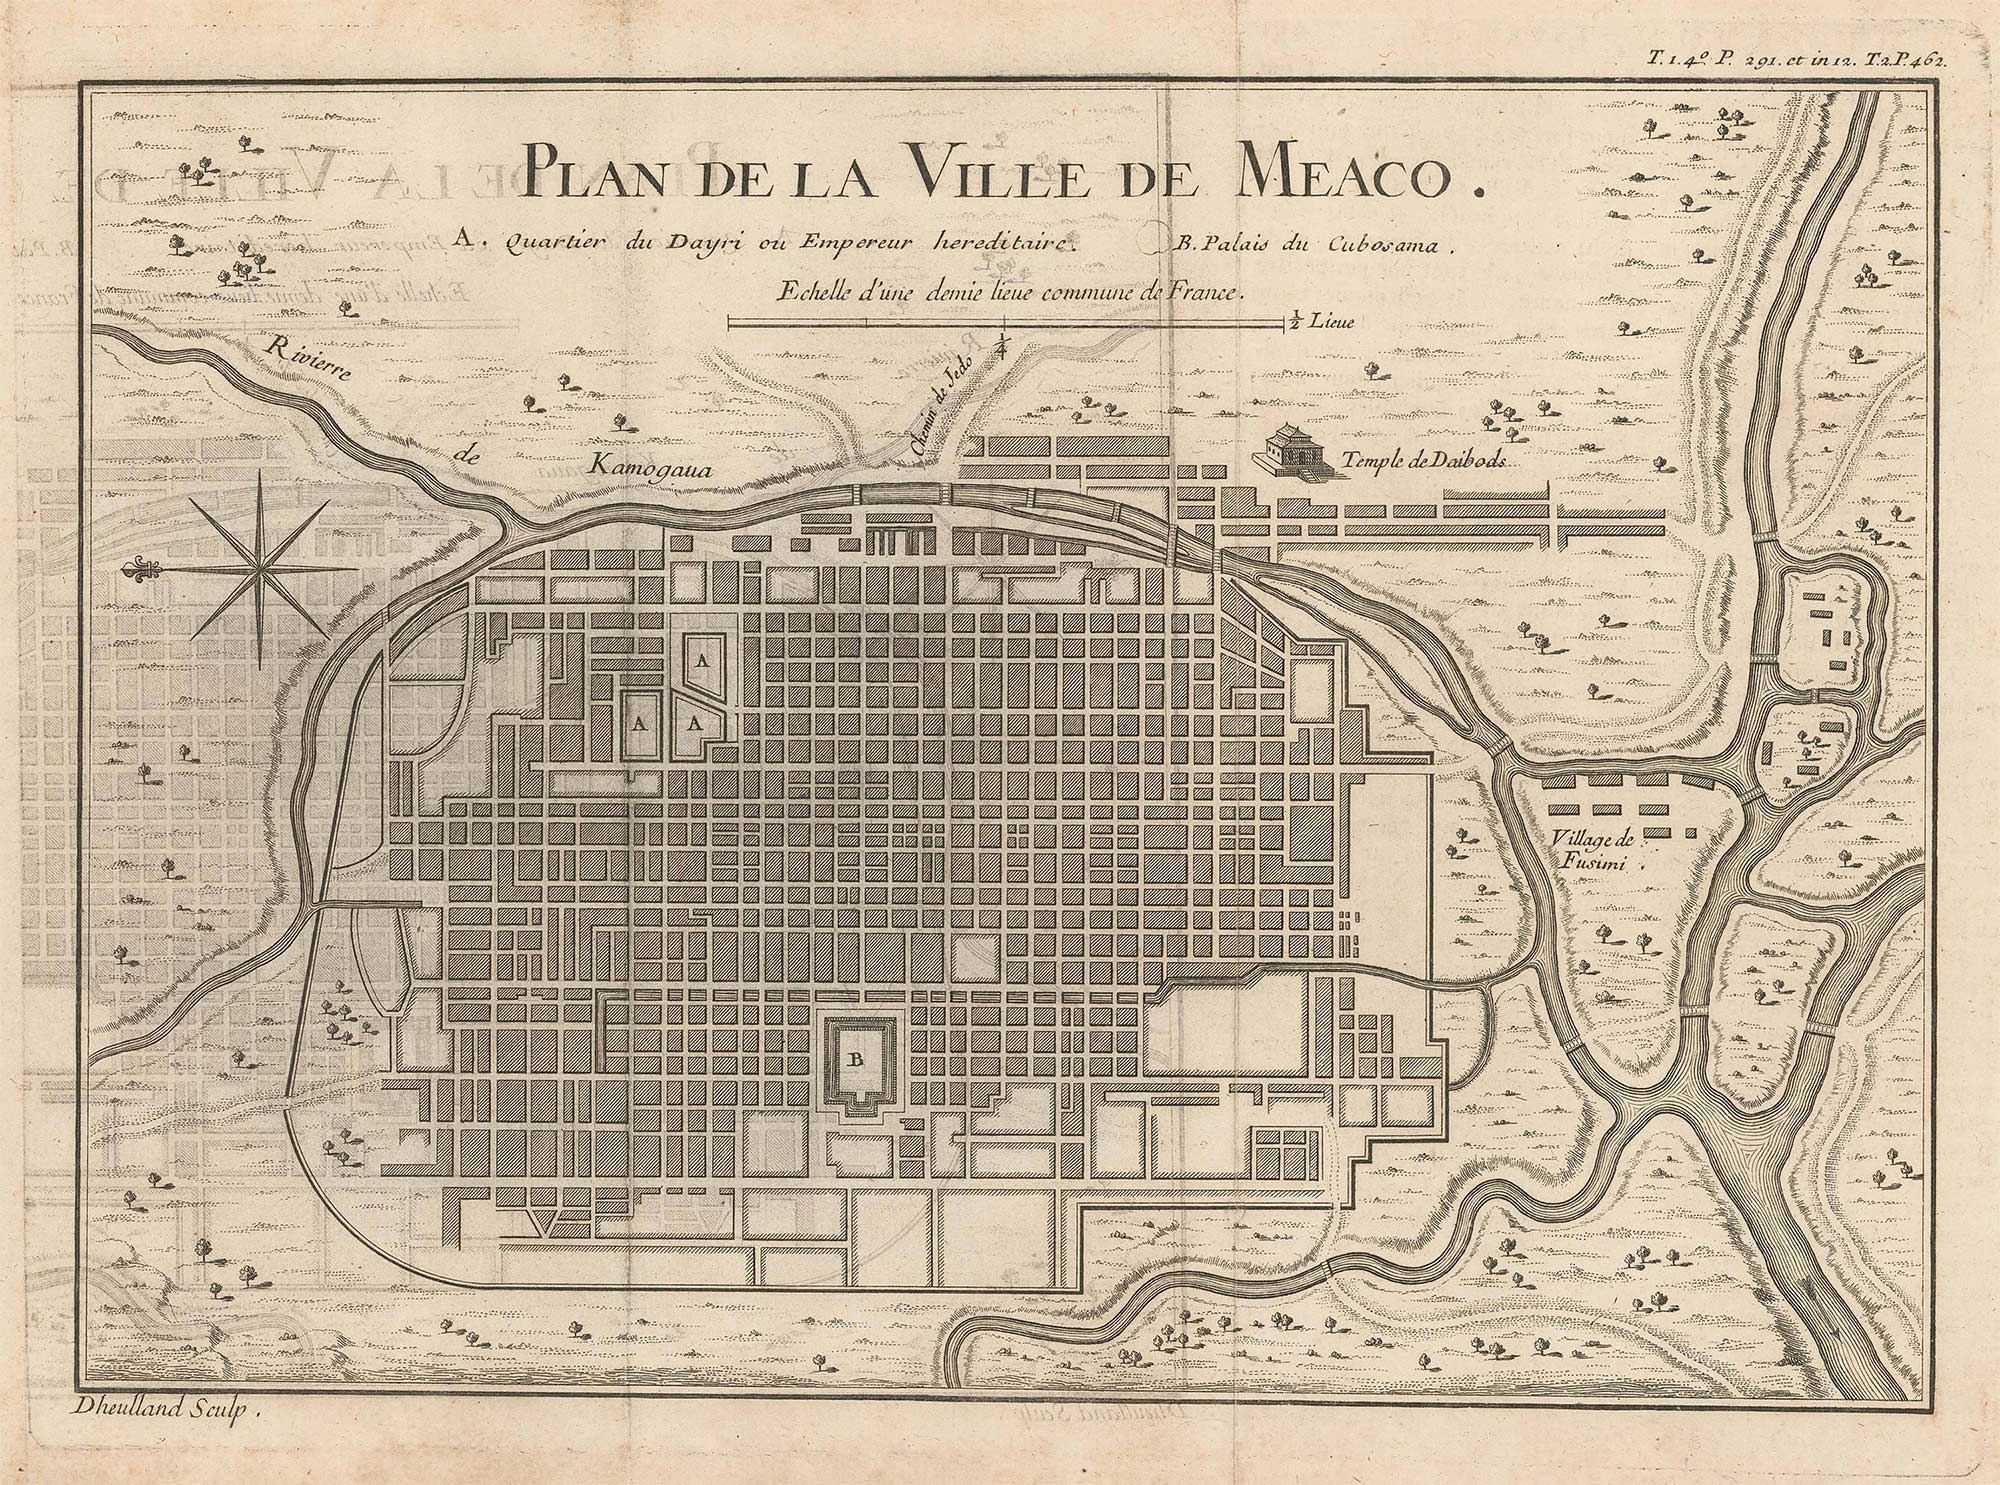 T.1.4.º P. 291. et in 12. T.2.P.462.
PLAN DE LA VILLE DE MEACO.
A. Quartier du Dayri ou Empereur hereditaire. B. Palais du Cubosama.
Echelle d'une demie lieue commune de France.
½ Lieue
¼
Rivierre de Kamogaua
Chemin de Jedo
Temple de Daibods
A
A
A
Village de
Fusimi.
B
Dheulland Sculp.